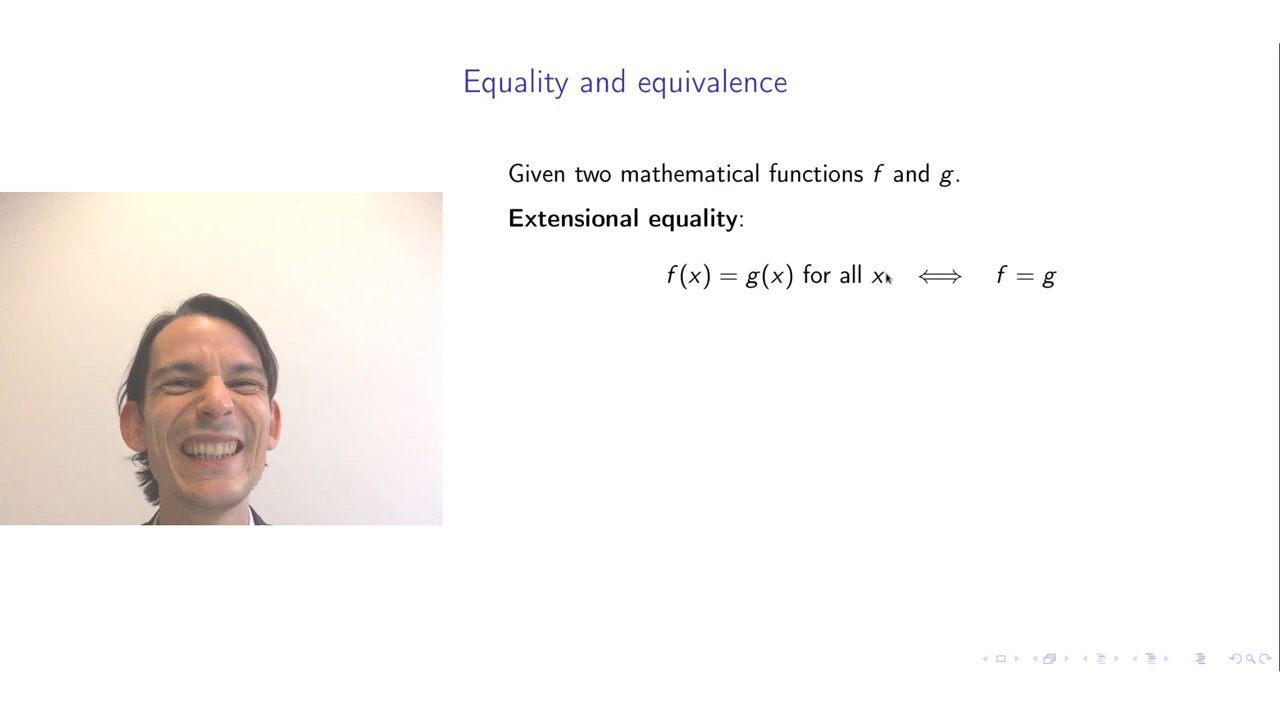 Equality and equivalence
Given two mathematical functions f and g.
Extensional equality:
f(x) = g(x) for all x ⟺ f = g